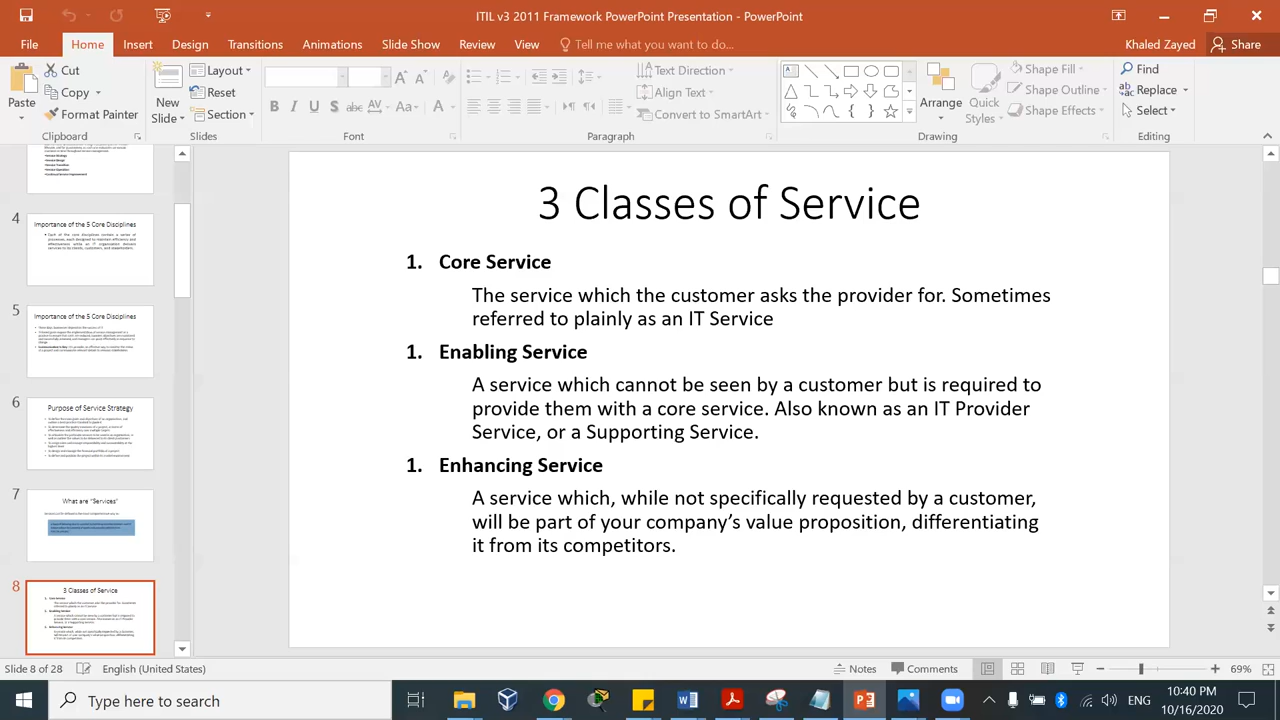 ITIL v3 2011 Framework PowerPoint Presentation - PowerPoint
File Home Insert Design Transitions Animations Slide Show Review View Tell me what you want to do... Khaled Zayed Share
Paste Cut Copy Format Painter
New Slide Layout Reset Section
Text Direction Align Text Convert to SmartArt
Arrange Quick Styles Shape Fill Shape Outline Shape Effects
Find Replace Select
Clipboard Slides Font Paragraph Drawing Editing
4 Importance of the 5 Core Disciplines
5 Importance of the 5 Core Disciplines
6 Purpose of Service Strategy
7 What are "Services"
8 3 Classes of Service
3 Classes of Service
1. Core Service
The service which the customer asks the provider for. Sometimes
referred to plainly as an IT Service
1. Enabling Service
A service which cannot be seen by a customer but is required to
provide them with a core service. Also known as an IT Provider
Service, or a Supporting Service.
1. Enhancing Service
A service which, while not specifically requested by a customer,
will be part of your company's value proposition, differentiating
it from its competitors.
Slide 8 of 28 English (United States) Notes Comments 69%
Type here to search ENG 10:40 PM
10/16/2020